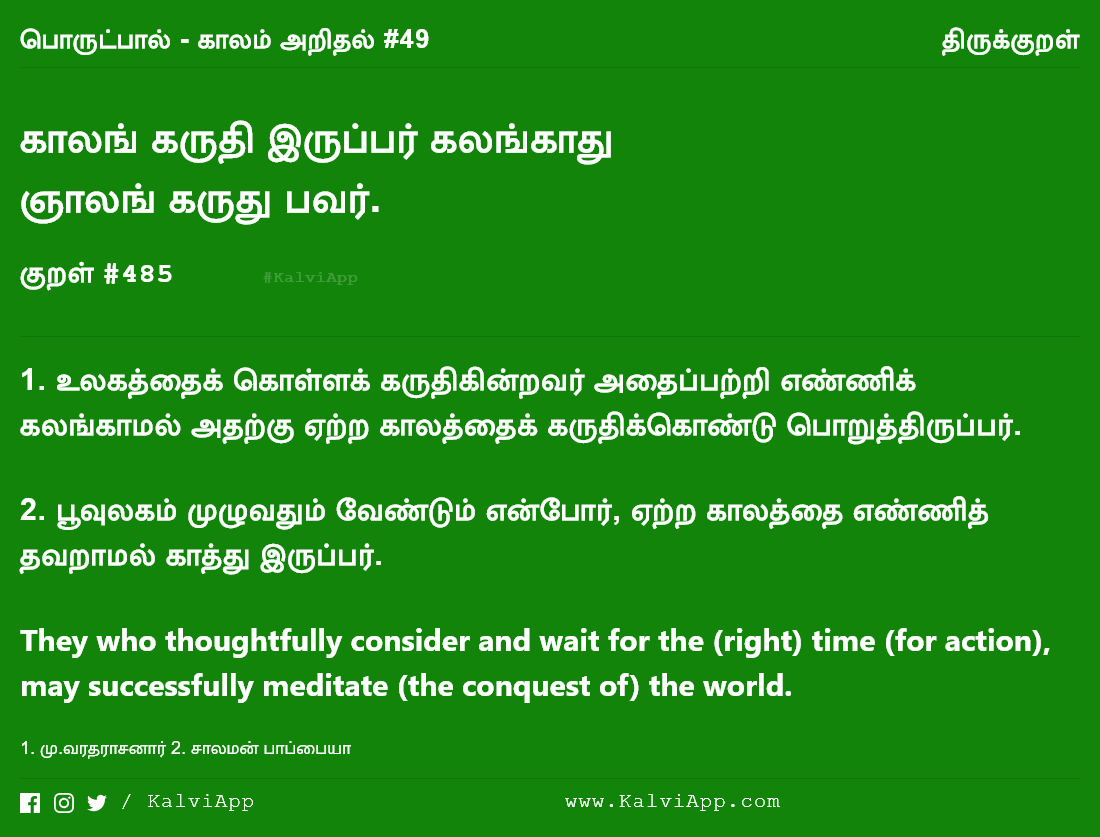 பொருட்பால் - காலம் அறிதல் #49 திருக்குறள்
காலங் கருதி இருப்பர் கலங்காது
ஞாலங் கருது பவர்.
குறள் #485 #KalviApp
1. உலகத்தைக் கொள்ளக் கருதிகின்றவர் அதைப்பற்றி எண்ணிக்
கலங்காமல் அதற்கு ஏற்ற காலத்தைக் கருதிக்கொண்டு பொறுத்திருப்பர்.
2. பூவுலகம் முழுவதும் வேண்டும் என்போர், ஏற்ற காலத்தை எண்ணித்
தவறாமல் காத்து இருப்பர்.
They who thoughtfully consider and wait for the (right) time (for action),
may successfully meditate (the conquest of) the world.
1. மு.வரதராசனார் 2. சாலமன் பாப்பையா
/ KalviApp www.KalviApp.com